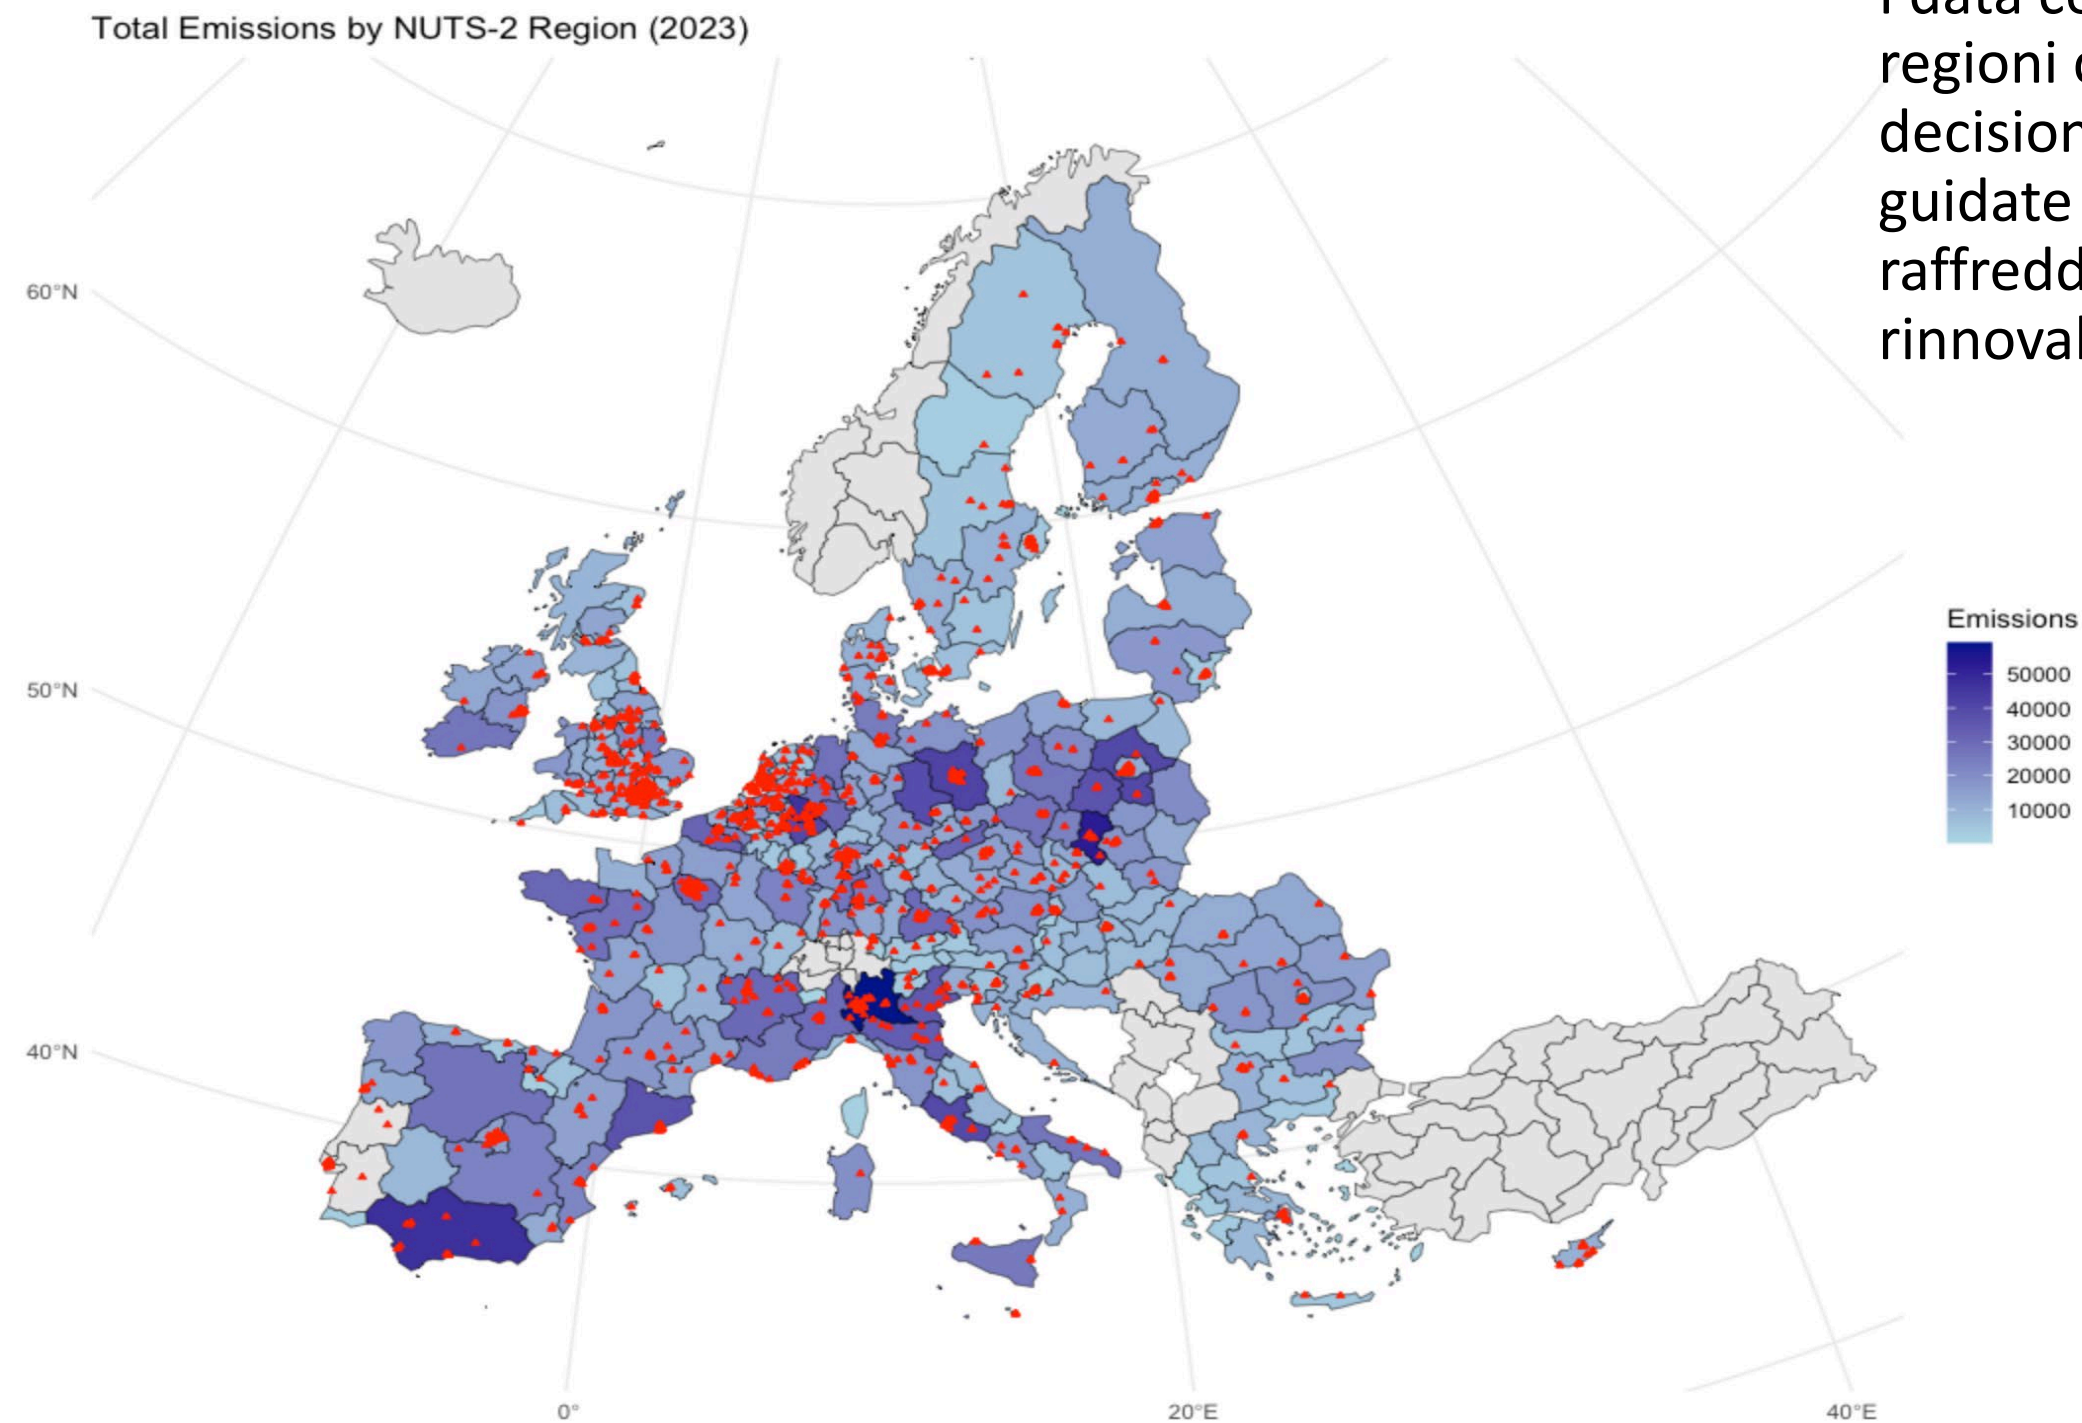 Total Emissions by NUTS-2 Region (2023)
I data
regioni
guidate
60°N
50°N
40°N
0°
20°E
40°E
Emissions
50000
40000
30000
20000
10000